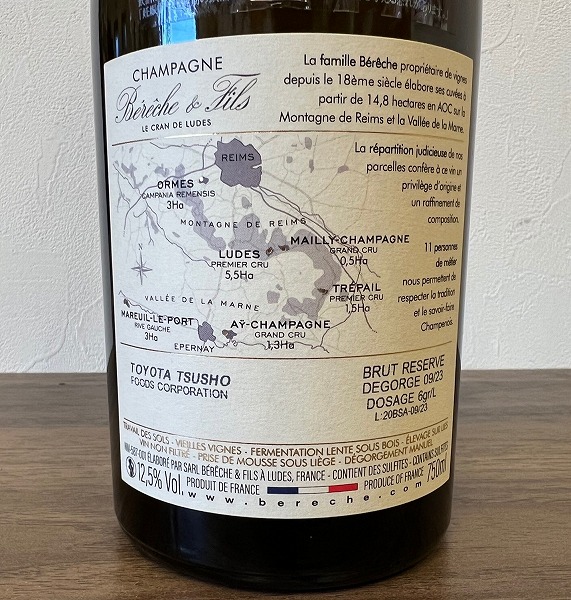 CHAMPAGNE
Bérêche & Fils
LE CRAN DE LUDES
La famille Bérêche propriétaire de vignes
depuis le 18ème siècle élabore ses cuvées à
partir de 14,8 hectares en AOC sur la
Montagne de Reims et la Vallée de la Marne.
La répartition judicieuse de nos
parcelles confère à ce vin un
privilège d'origine et
un raffinement de
composition.
11 personnes
de métier
nous permettent de
respecter la tradition
et le savoir-faire
Champenois.
REIMS
ORMES
CAMPANIA REMENSIS
3Ha
MONTAGNE DE REIMS
MAILLY-CHAMPAGNE
GRAND CRU
0,5Ha
LUDES
PREMIER CRU
5,5Ha
TRÉPAIL
PREMIER CRU
1,5Ha
VALLÉE DE LA MARNE
MAREUIL-LE-PORT
RIVE GAUCHE
3Ha
AŸ-CHAMPAGNE
GRAND CRU
1,3Ha
EPERNAY
TOYOTA TSUSHO
FOODS CORPORATION
BRUT RESERVE
DEGORGE 09/23
DOSAGE 6gr/L
L:20BSA-09/23
TRAVAIL DES SOLS - VIEILLES VIGNES - FERMENTATION LENTE SOUS BOIS - ÉLEVAGE SUR LIES
VIN NON FILTRÉ - PRISE DE MOUSSE SOUS LIÈGE - DÉGORGEMENT MANUEL
ÉLABORÉ PAR SARL BÉRÊCHE & FILS À LUDES, FRANCE - CONTIENT DES SULFITES - CONTAINS SULFITES
12,5% Vol. PRODUIT DE FRANCE PRODUCE OF FRANCE 750ml
www.bereche.com